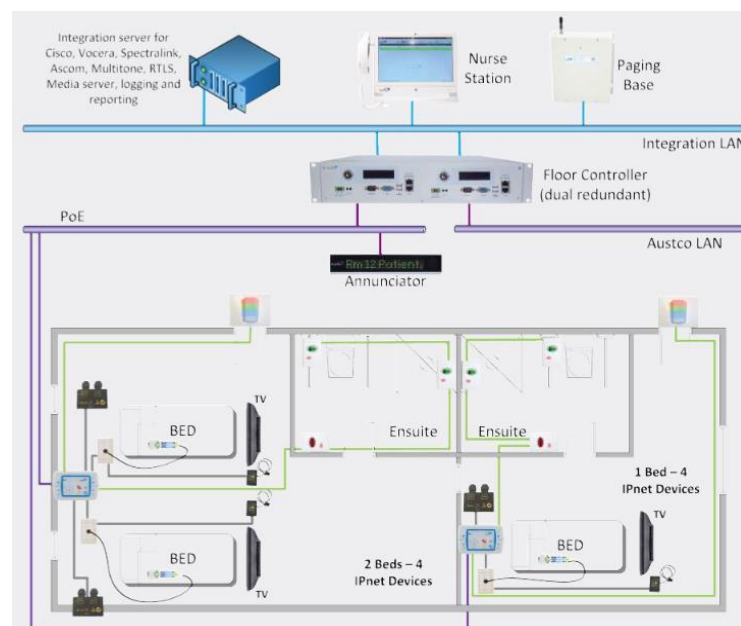 Integration server for
Cisco, Vocera, Spectralink,
Ascom, Multitone, RTLS,
Media server, logging and
reporting
Nurse
Station
Paging
Base
Integration LAN
Floor Controller
(dual redundant)
PoE
Austco LAN
Rm12 Patient
Annunciator
TV
BED
Ensuite
Ensuite
1 Bed – 4
IPnet Devices
TV
BED
BED
2 Beds – 4
IPnet Devices
TV